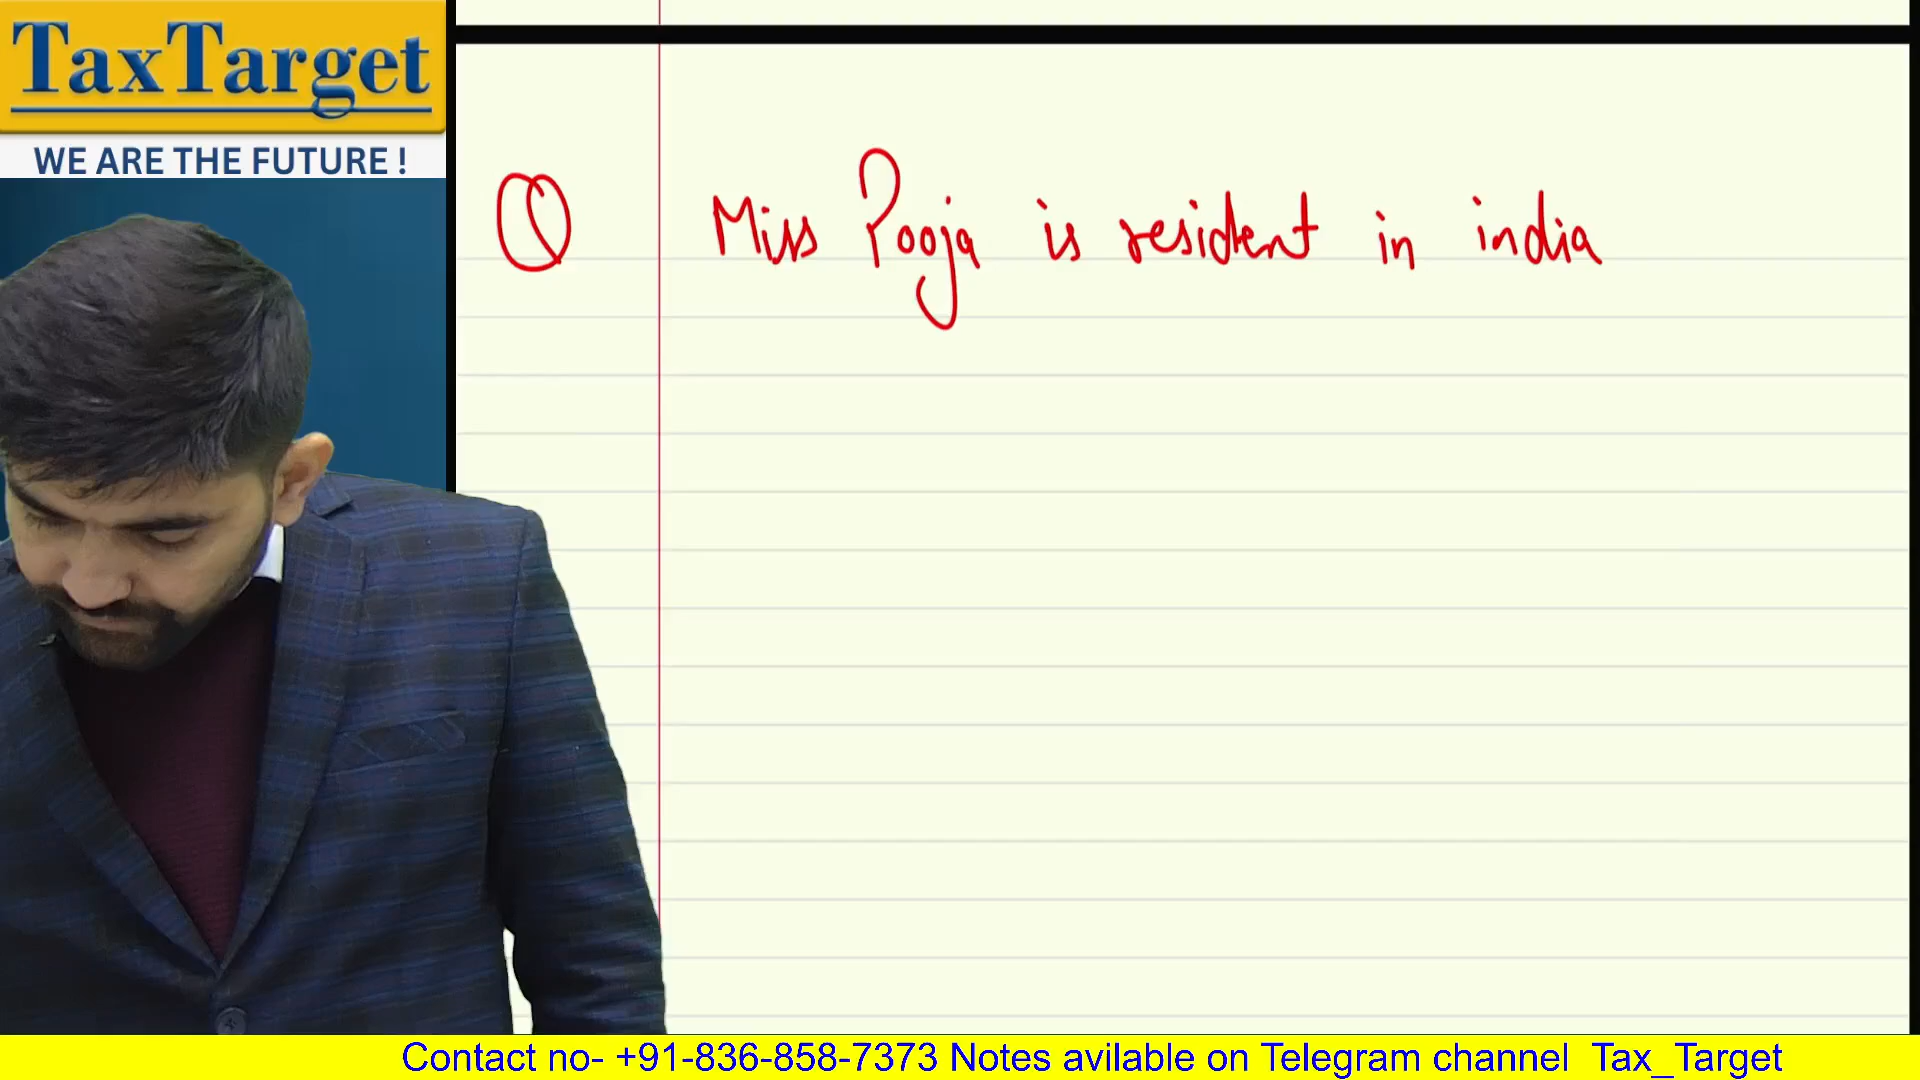 TaxTarget
WE ARE THE FUTURE !
Q Miss Pooja is resident in india
Contact no- +91-836-858-7373 Notes avilable on Telegram channel Tax_Target